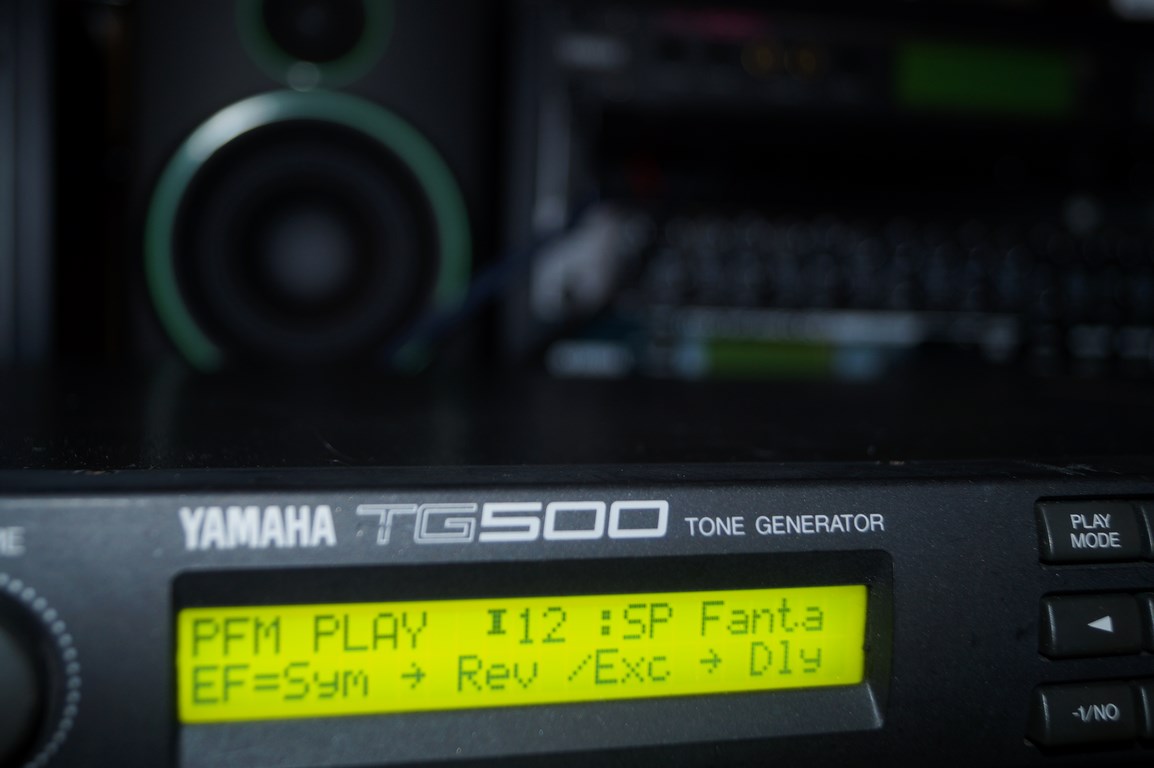 YAMAHA TG500 TONE GENERATOR
PFM PLAY I12 :SP Fanta
EF=Sym → Rev /Exc → Dly
PLAY
MODE
◀
-1/NO